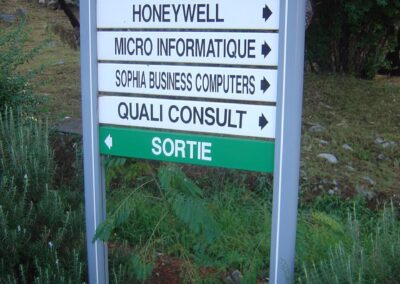 HONEYWELL
MICRO INFORMATIQUE
SOPHIA BUSINESS COMPUTERS
QUALI CONSULT
SORTIE